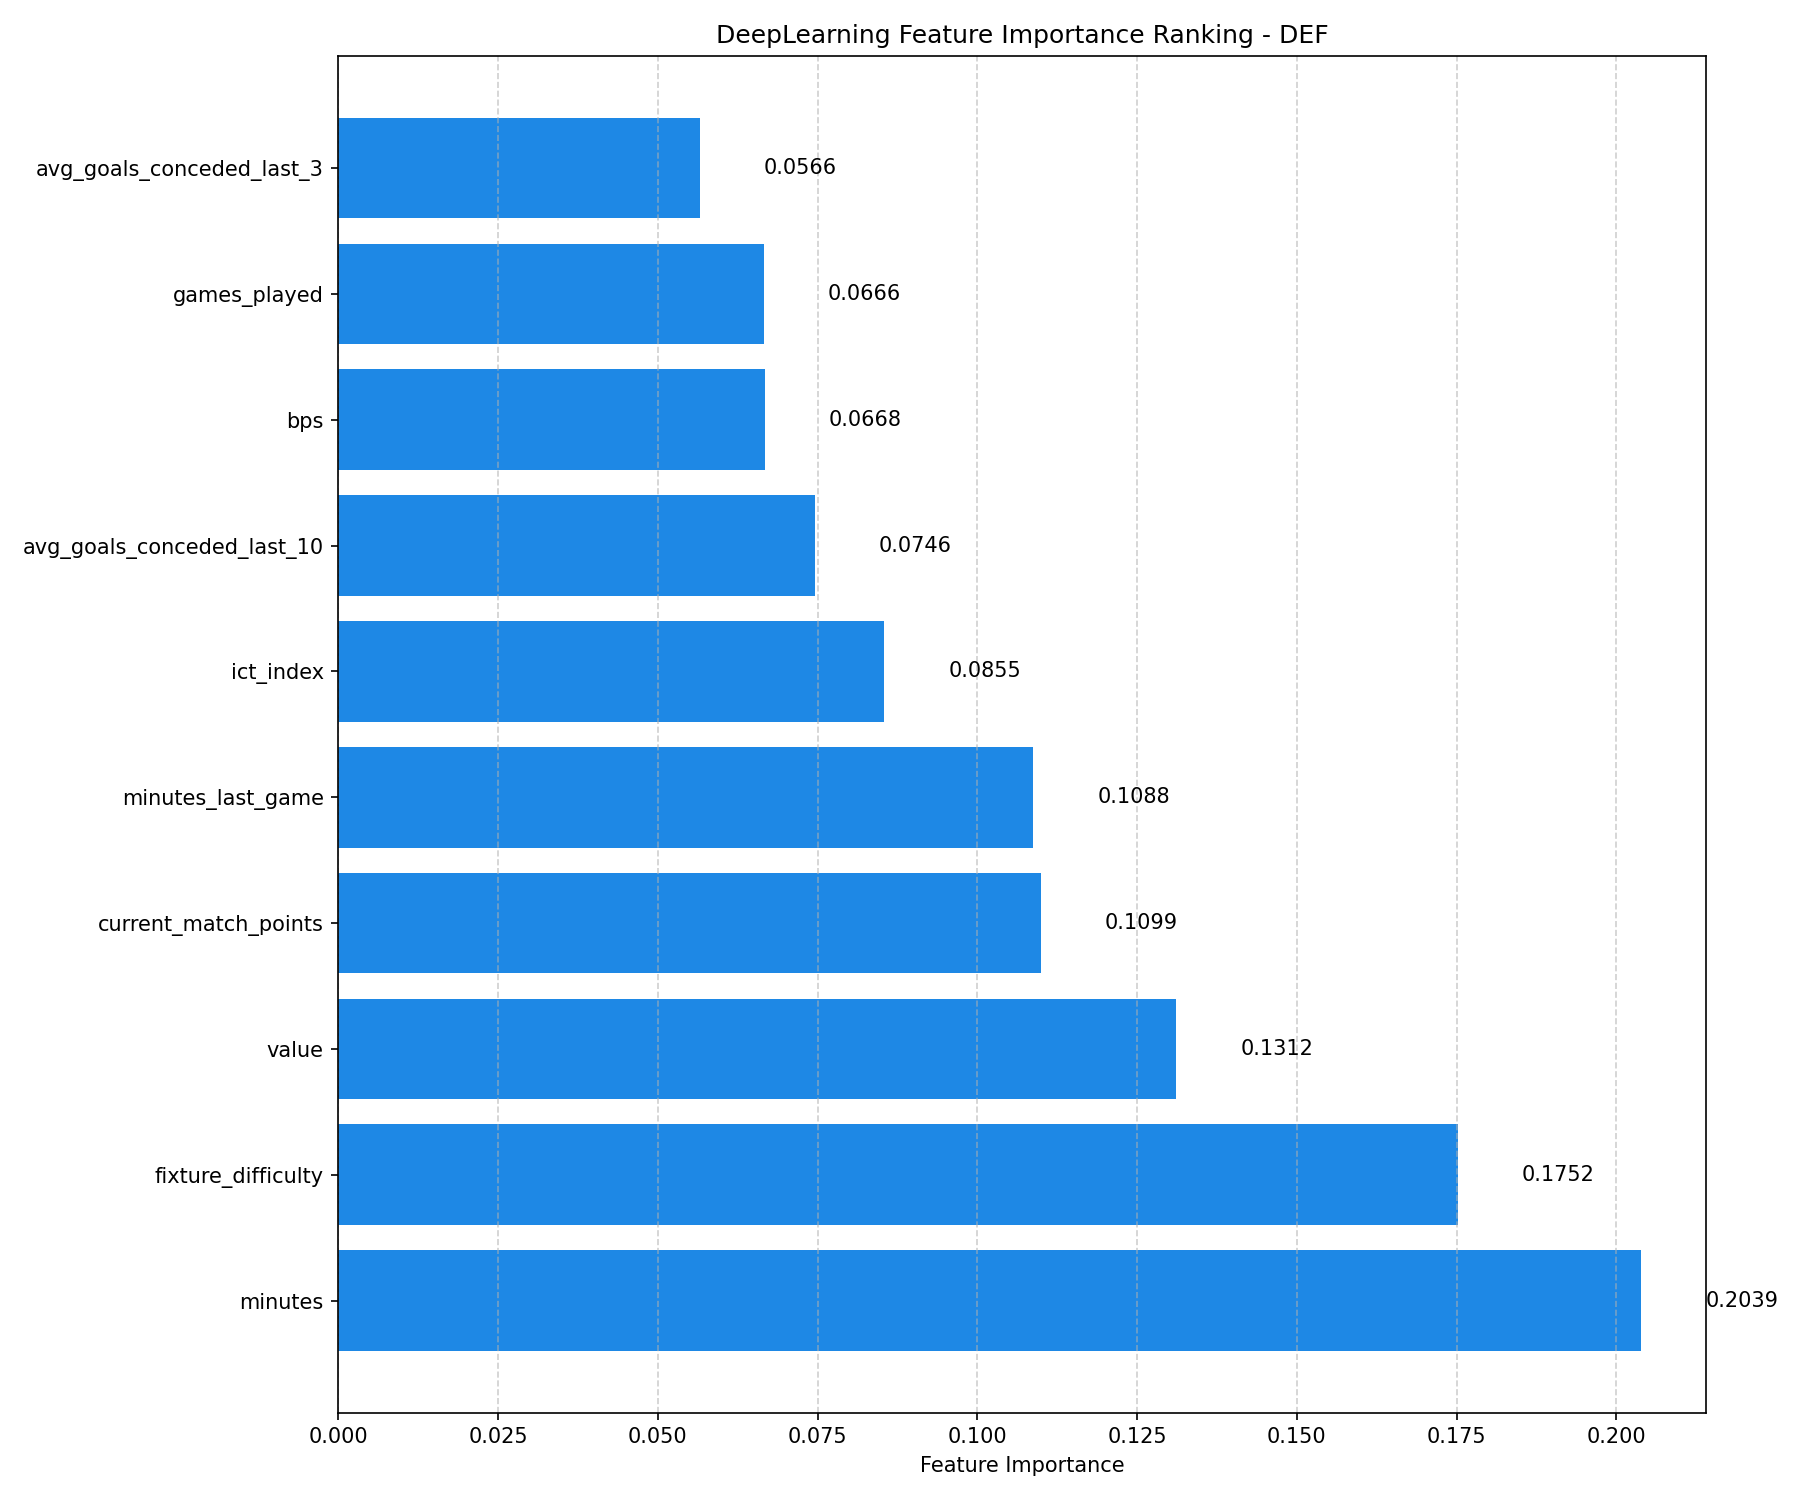 DeepLearning Feature Importance Ranking - DEF
avg_goals_conceded_last_3 0.0566
games_played 0.0666
bps 0.0668
avg_goals_conceded_last_10 0.0746
ict_index 0.0855
minutes_last_game 0.1088
current_match_points 0.1099
value 0.1312
fixture_difficulty 0.1752
minutes 0.2039
0.000 0.025 0.050 0.075 0.100 0.125 0.150 0.175 0.200
Feature Importance